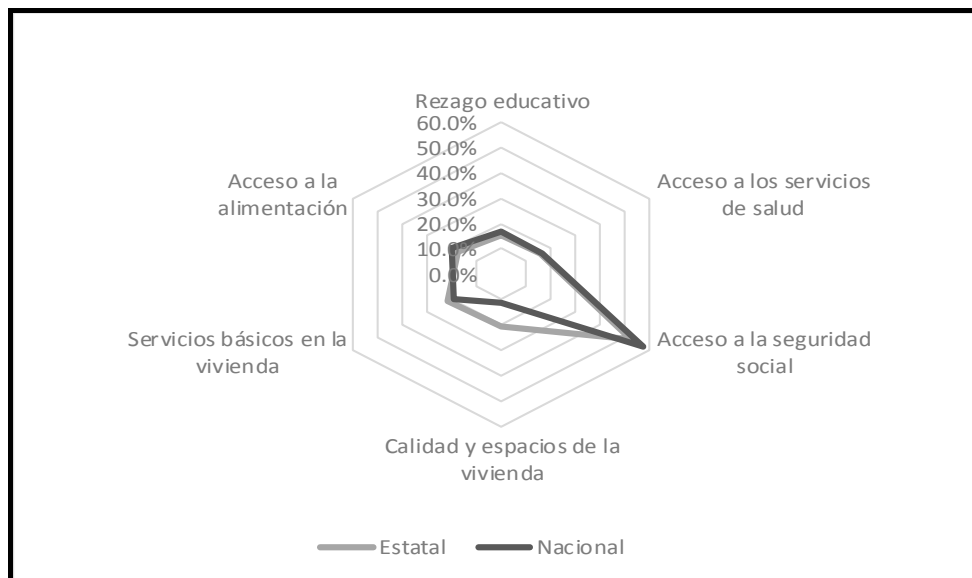 Rezago educativo
60.0%
50.0%
40.0%
30.0%
20.0%
10.0%
0.0%
Acceso a los servicios
de salud
Acceso a la seguridad
social
Calidad y espacios de la
vivienda
Servicios básicos en la
vivienda
Acceso a la
alimentación
Estatal
Nacional